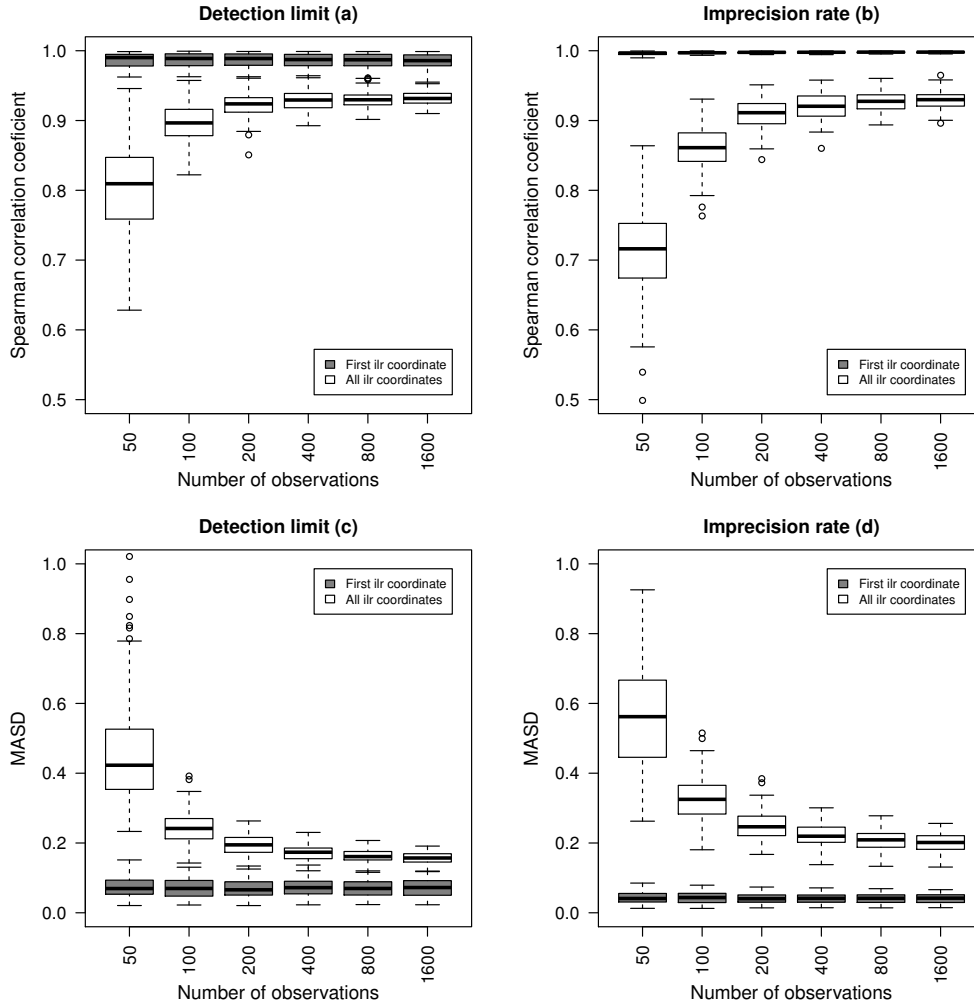 Detection limit (a)
Spearman correlation coeficient
1.0
0.9
0.8
0.7
0.6
0.5
First ilr coordinate
All ilr coordinates
50
100
200
400
800
1600
Number of observations
Imprecision rate (b)
Spearman correlation coeficient
1.0
0.9
0.8
0.7
0.6
0.5
First ilr coordinate
All ilr coordinates
50
100
200
400
800
1600
Number of observations
Detection limit (c)
MASD
1.0
0.8
0.6
0.4
0.2
0.0
First ilr coordinate
All ilr coordinates
50
100
200
400
800
1600
Number of observations
Imprecision rate (d)
MASD
1.0
0.8
0.6
0.4
0.2
0.0
First ilr coordinate
All ilr coordinates
50
100
200
400
800
1600
Number of observations